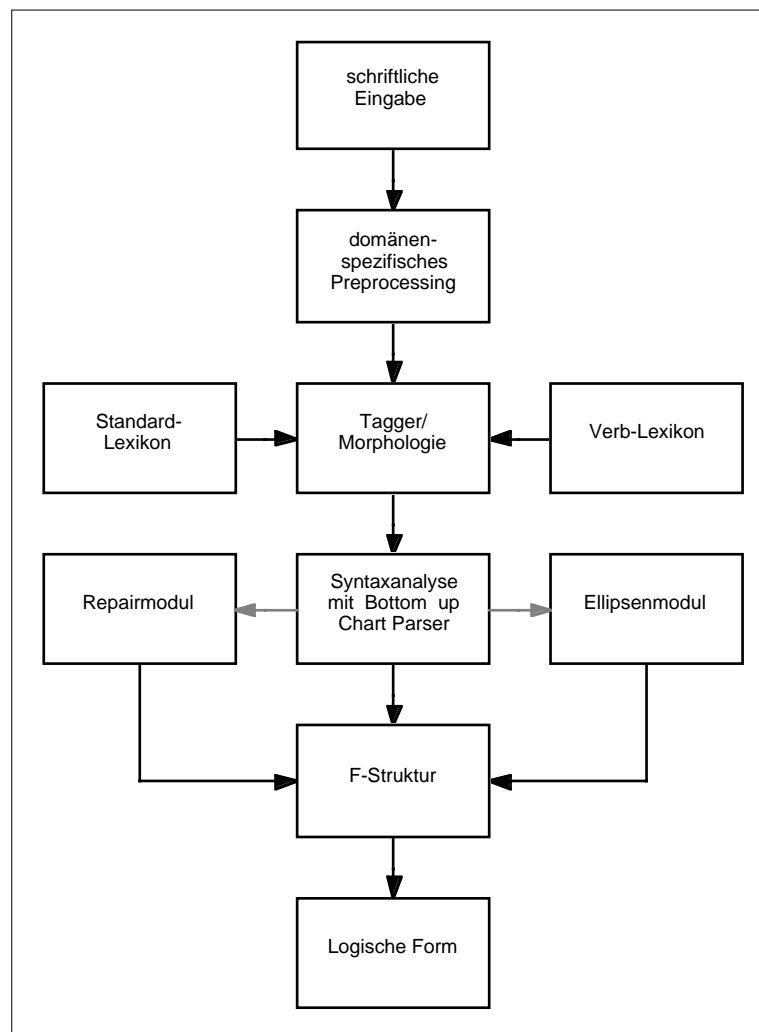 schriftliche
Eingabe
domänen-
spezifisches
Preprocessing
Standard-
Lexikon
Tagger/
Morphologie
Verb-Lexikon
Repairmodul
Syntaxanalyse
mit Bottom up
Chart Parser
Ellipsenmodul
F-Struktur
Logische Form